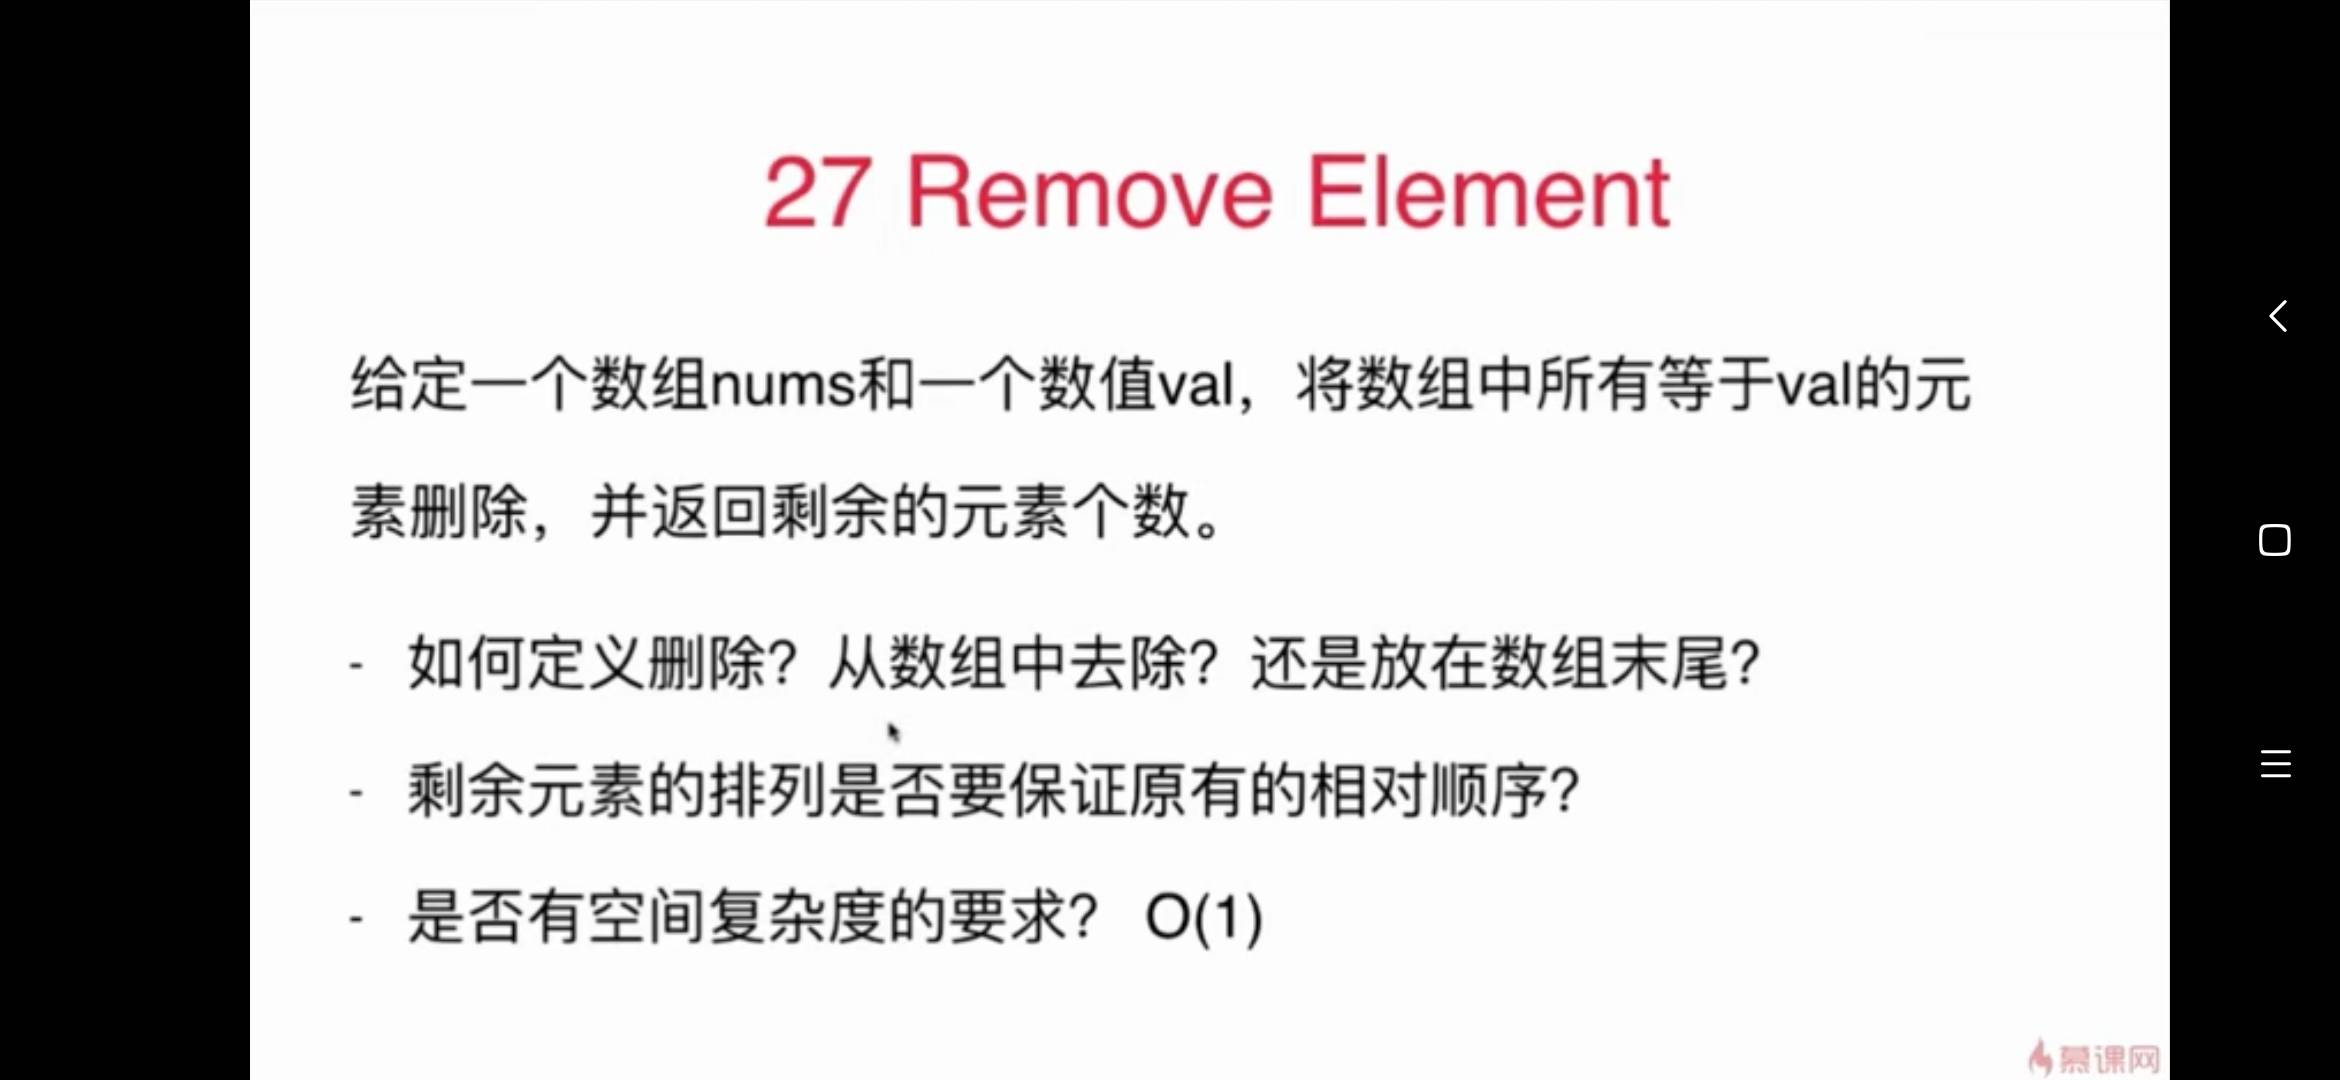 27 Remove Element
给定一个数组nums和一个数值val，将数组中所有等于val的元
素删除，并返回剩余的元素个数。
- 如何定义删除？从数组中去除？还是放在数组末尾？
- 剩余元素的排列是否要保证原有的相对顺序？
- 是否有空间复杂度的要求？ O(1)
慕课网